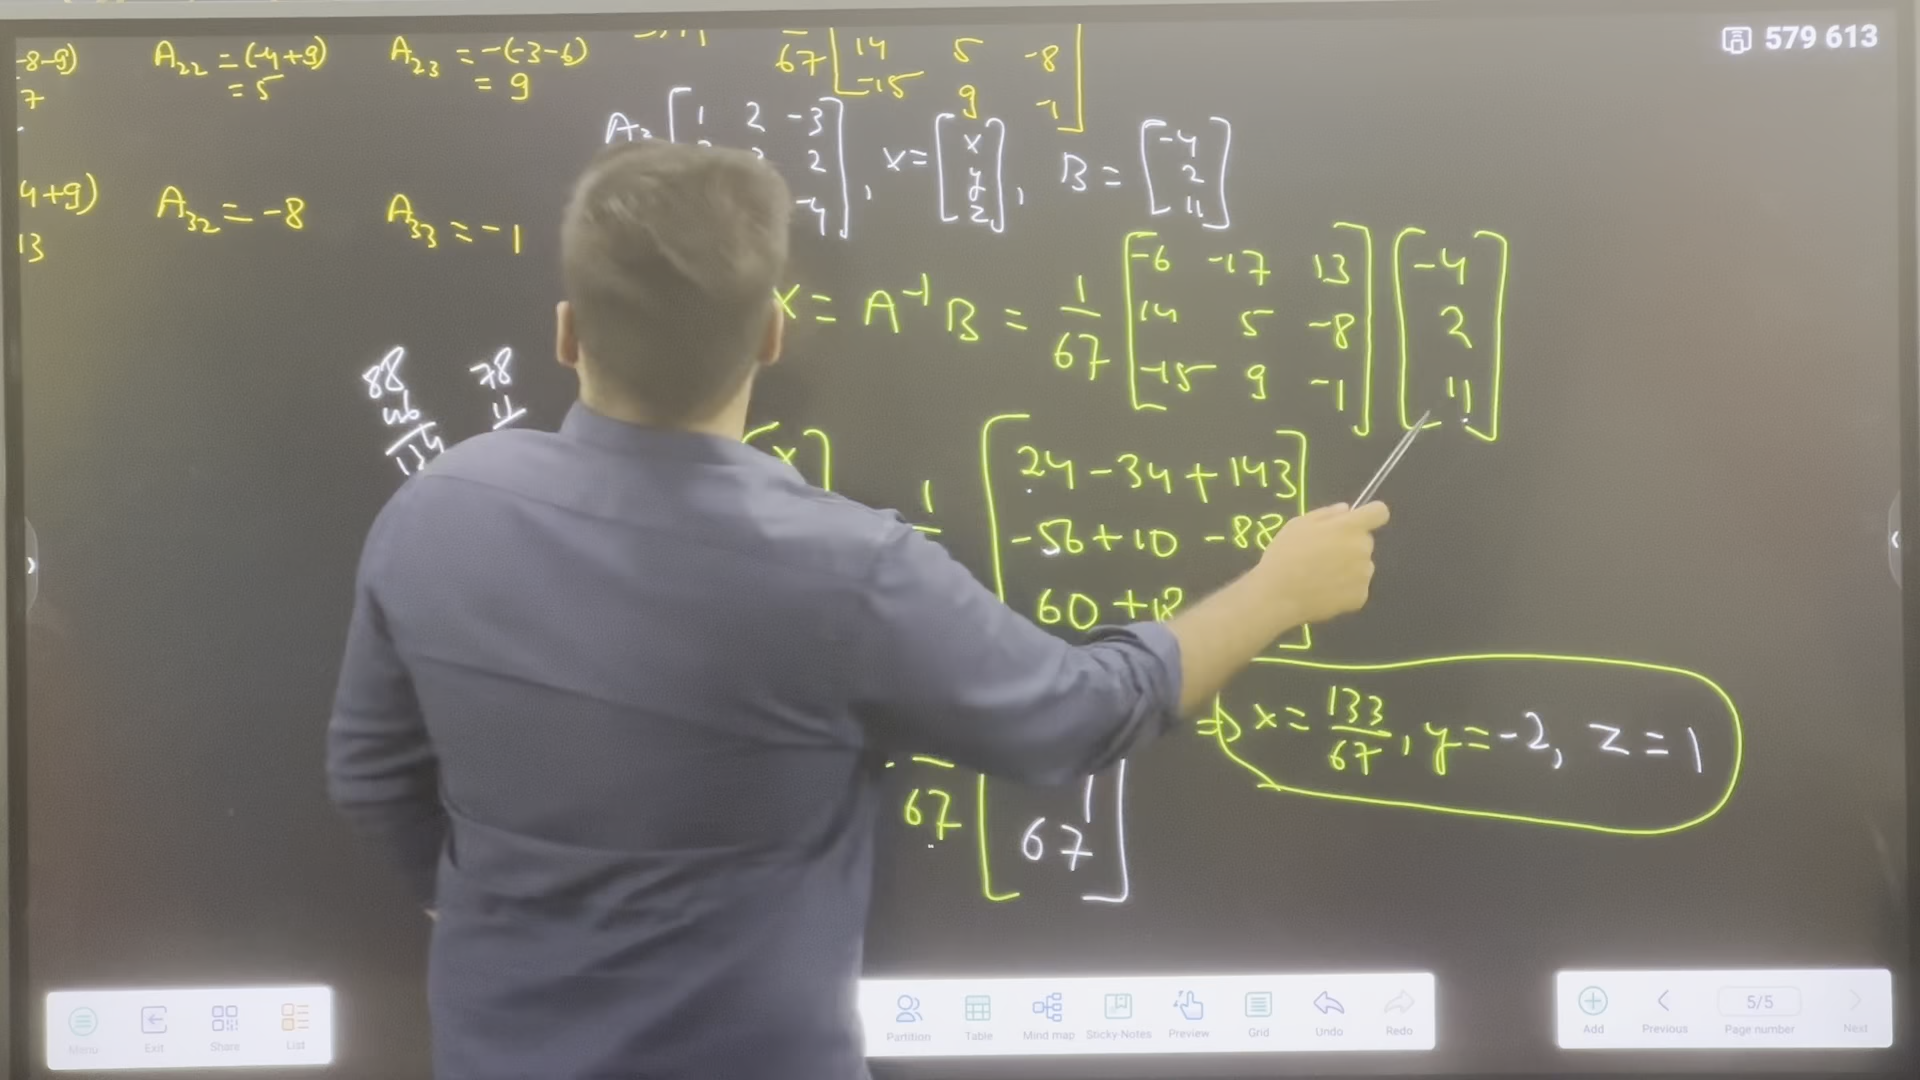 579 613
-8-9) A₂₂ = (-4+9) A₂₃ = -(-3-6)
7 = 5 = 9
67 [14 5 -8
-15 9 -1]
4+9) A₃₂ = -8 A₃₃ = -1
13
A = [1 2 -3
2
-4], X = [x
y
z], B = [-4
2
11]
X = A⁻¹ B = 1/67 [-6 -17 13
14 5 -8
-15 9 -1] [-4
2
11]
88 78
46 11
134
[x] 1 [24 - 34 + 143
-56 + 10 - 88
60 + 18]
⇒ x = 133/67, y = -2, z = 1
67 [67]
Menu Exit Share List Partition Table Mind map Sticky Notes Preview Grid Undo Redo Add Previous 5/5 Page number Next